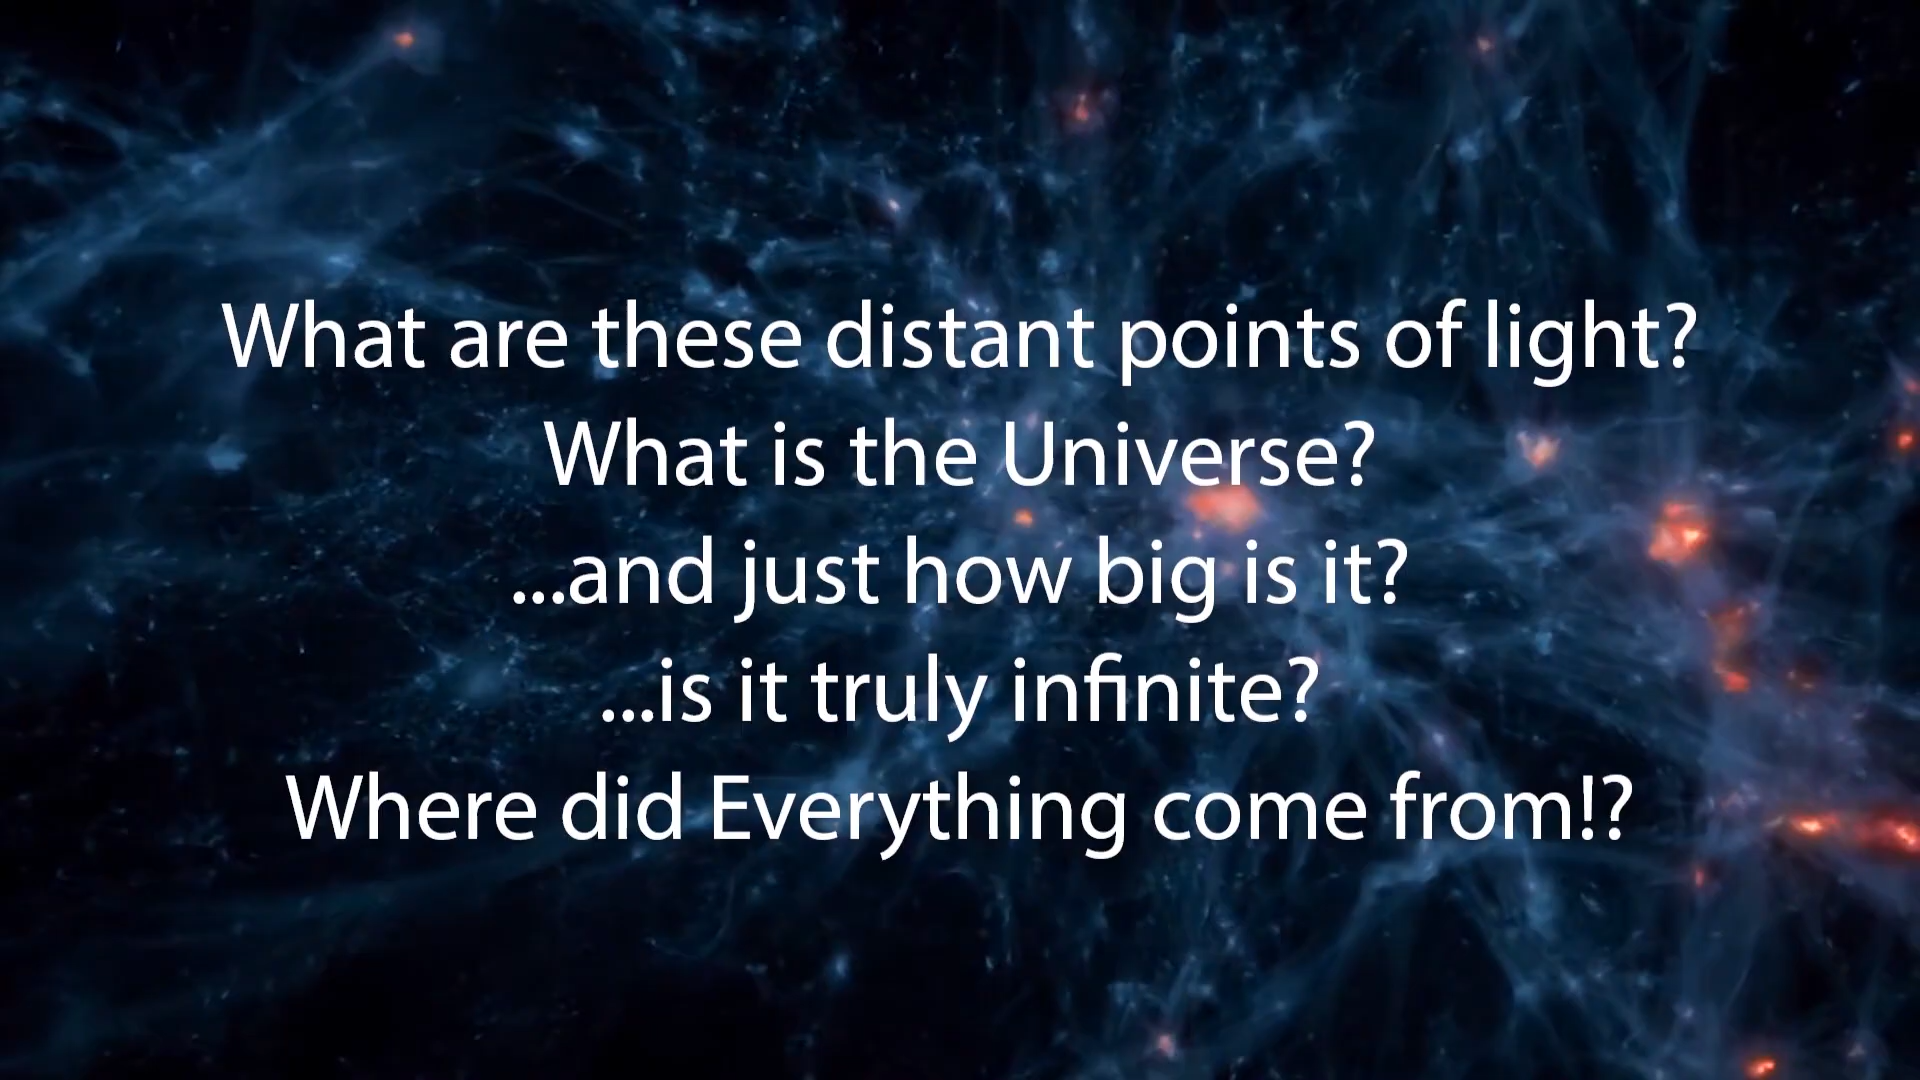 What are these distant points of light?
What is the Universe?
...and just how big is it?
...is it truly infinite?
Where did Everything come from!?